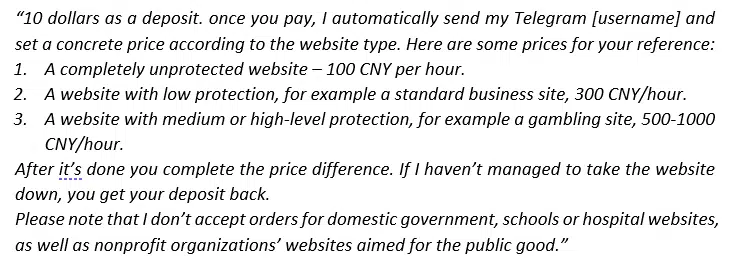 “10 dollars as a deposit. once you pay, I automatically send my Telegram [username] and
set a concrete price according to the website type. Here are some prices for your reference:
1. A completely unprotected website – 100 CNY per hour.
2. A website with low protection, for example a standard business site, 300 CNY/hour.
3. A website with medium or high-level protection, for example a gambling site, 500-1000
CNY/hour.
After it’s done you complete the price difference. If I haven’t managed to take the website
down, you get your deposit back.
Please note that I don’t accept orders for domestic government, schools or hospital websites,
as well as nonprofit organizations’ websites aimed for the public good.”